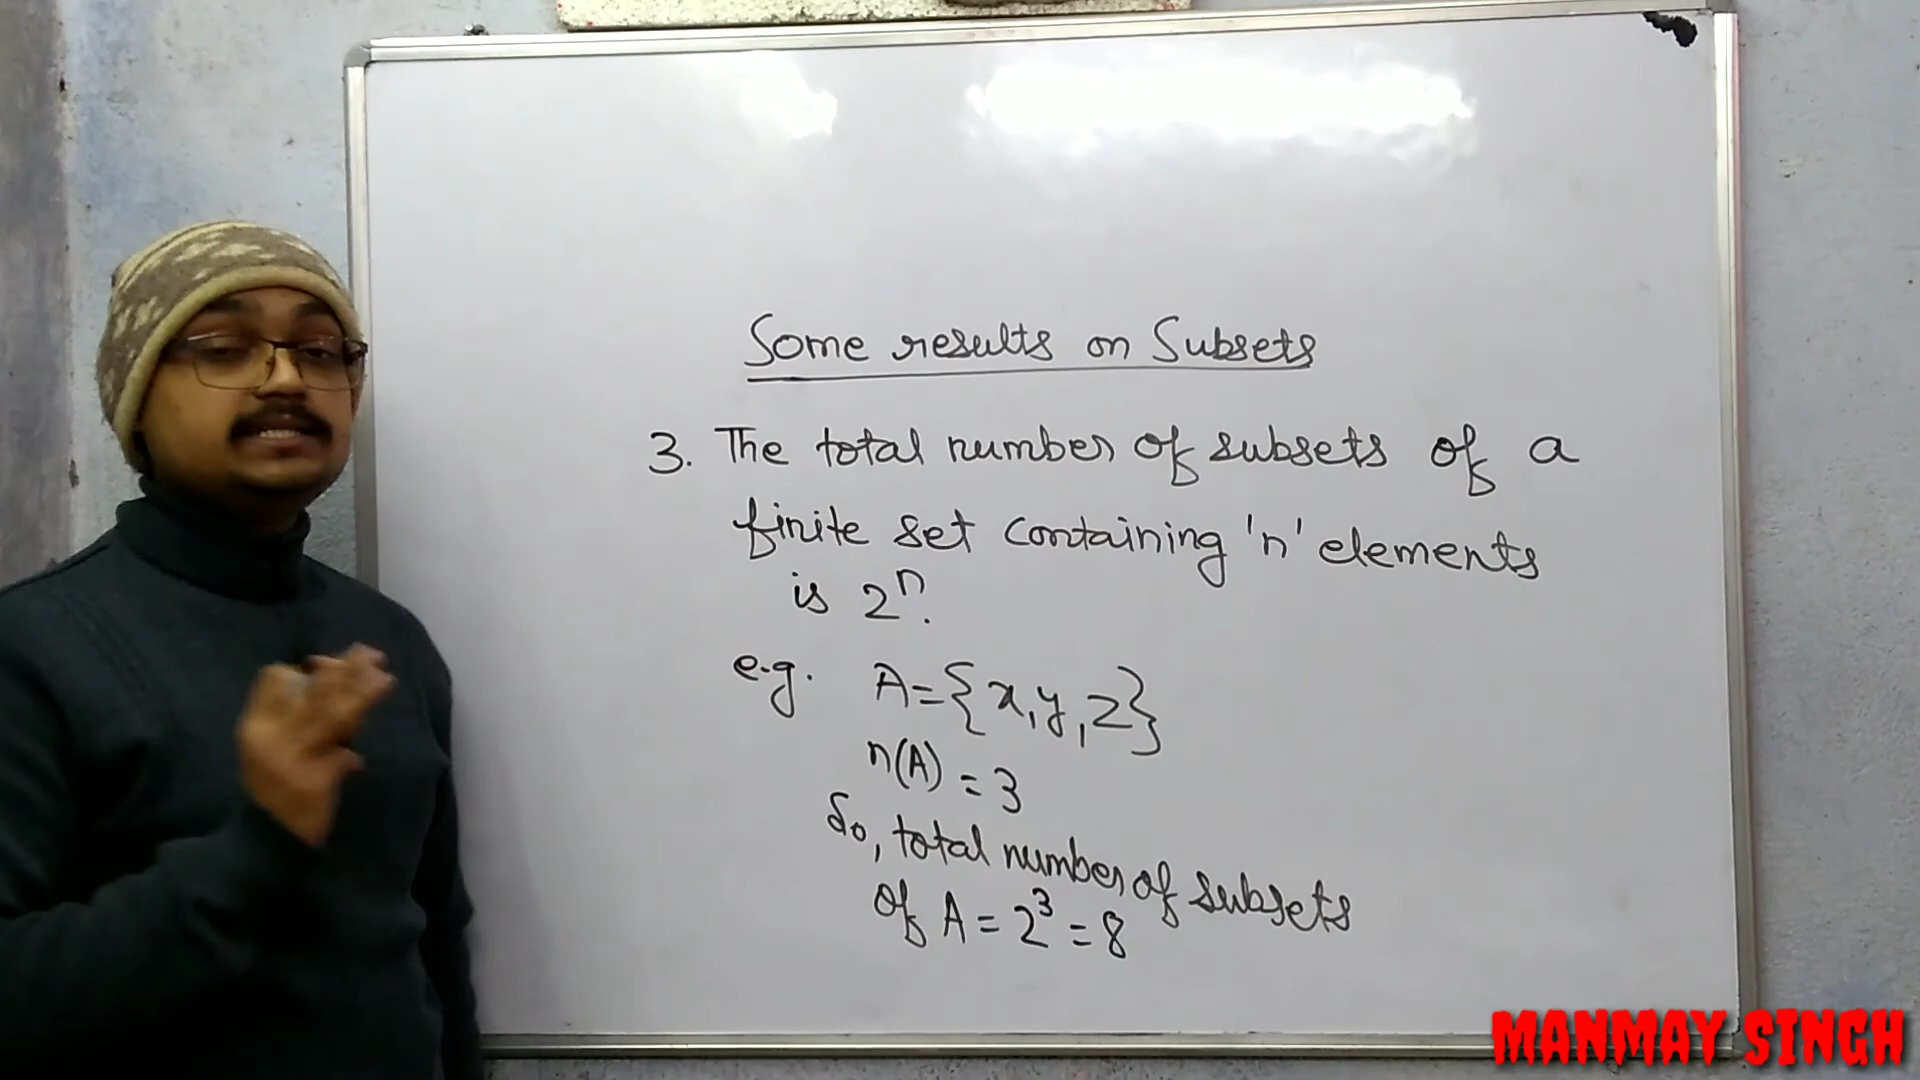 Some results on Subsets
3. The total number of subsets of a
finite set containing 'n' elements
is 2ⁿ.
e.g. A={x,y,z}
n(A) = 3
So, total number of subsets
of A = 2³ = 8
MANMAY SINGH